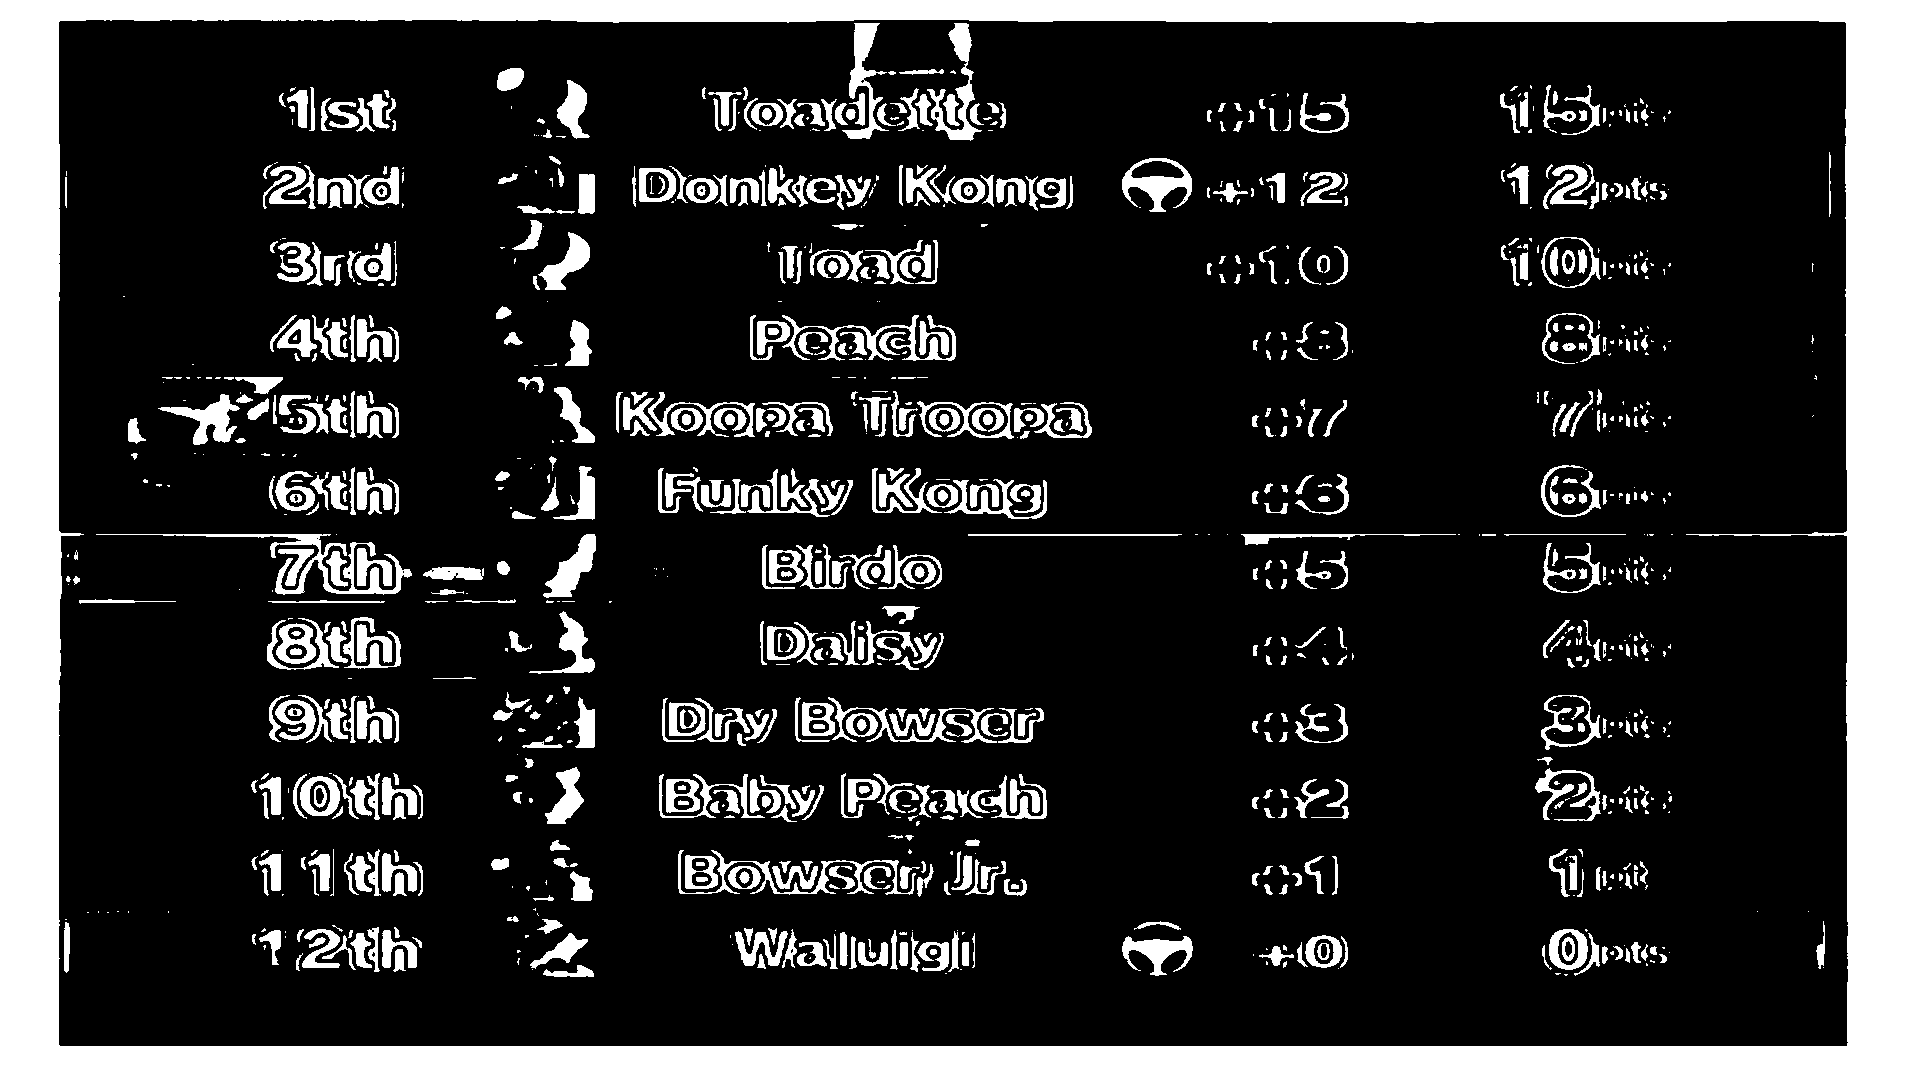 1st Toadette +15 15pts
2nd Donkey Kong +12 12pts
3rd Toad +10 10pts
4th Peach +8 8pts
5th Koopa Troopa +7 7pts
6th Funky Kong +6 6pts
7th Birdo +5 5pts
8th Daisy +4 4pts
9th Dry Bowser +3 3pts
10th Baby Peach +2 2pts
11th Bowser Jr. +1 1pt
12th Waluigi +0 0pts